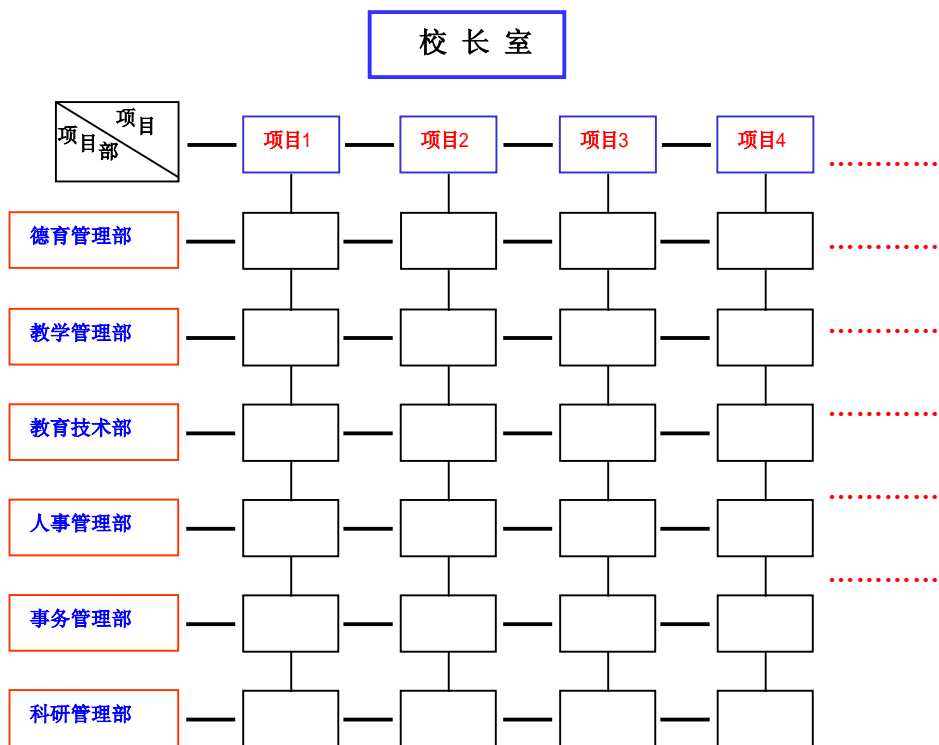 校 长 室
项目
项目部
项目1
项目2
项目3
项目4
…………
德育管理部
…………
教学管理部
…………
教育技术部
…………
人事管理部
…………
事务管理部
…………
科研管理部